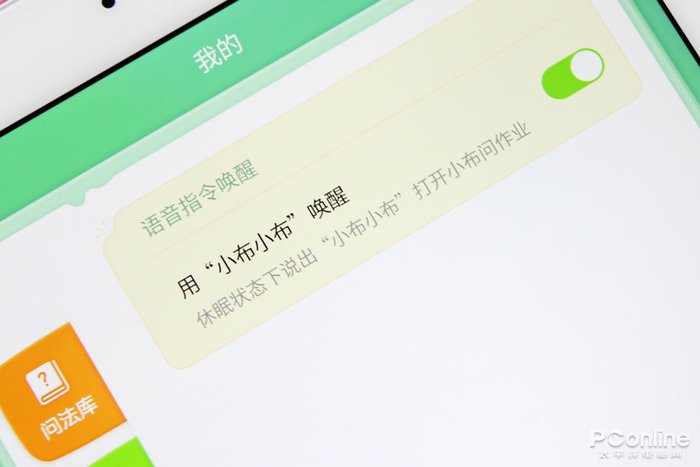 我的
语音指令唤醒
用“小布小布”唤醒
休眠状态下说出“小布小布”打开小布问作业
问法库
PConline
太平洋电脑网